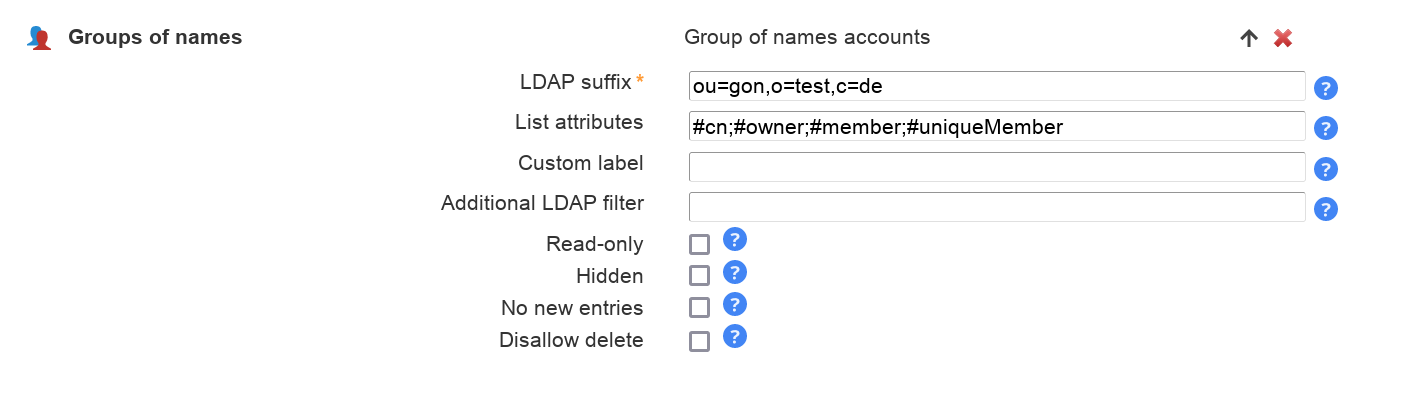 Groups of names Group of names accounts
LDAP suffix * ou=gon,o=test,c=de ?
List attributes #cn;#owner;#member;#uniqueMember ?
Custom label ?
Additional LDAP filter ?
Read-only ?
Hidden ?
No new entries ?
Disallow delete ?